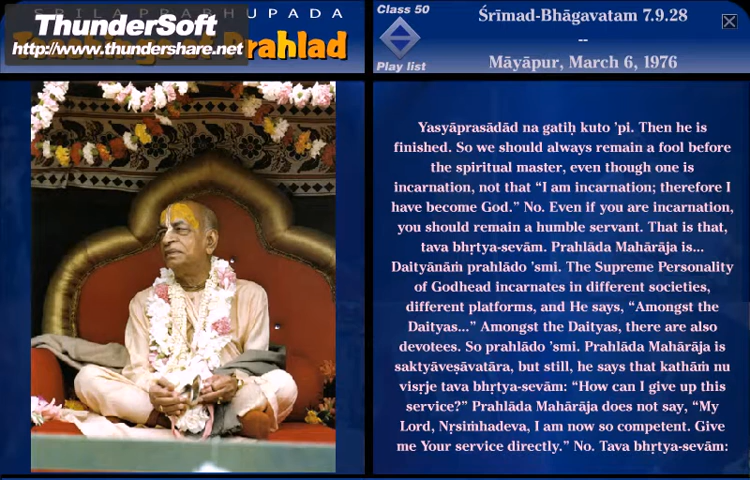 SRILA PRABHUPADA
Prahlad
ThunderSoft
http://www.thundershare.net
Class 50
Play list
Śrīmad-Bhāgavatam 7.9.28
--
Māyāpur, March 6, 1976
Yasyāprasādād na gatiḥ kuto 'pi. Then he is
finished. So we should always remain a fool before
the spiritual master, even though one is
incarnation, not that “I am incarnation; therefore I
have become God.” No. Even if you are incarnation,
you should remain a humble servant. That is that,
tava bhṛtya-sevām. Prahlāda Mahārāja is...
Daityānāṁ prahlādo 'smi. The Supreme Personality
of Godhead incarnates in different societies,
different platforms, and He says, “Amongst the
Daityas...” Amongst the Daityas, there are also
devotees. So prahlādo 'smi. Prahlāda Mahārāja is
saktyāveṣāvatāra, but still, he says that kathāṁ nu
visṛje tava bhṛtya-sevām: “How can I give up this
service?” Prahlāda Mahārāja does not say, “My
Lord, Nṛsiṁhadeva, I am now so competent. Give
me Your service directly.” No. Tava bhṛtya-sevām: